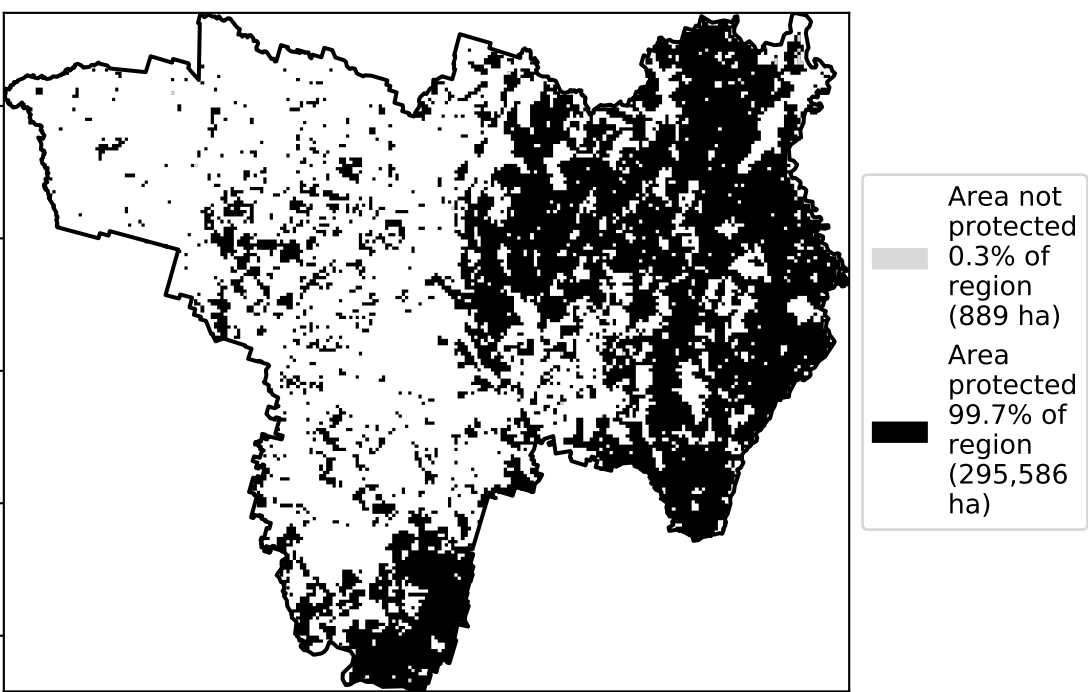 Area not
protected
0.3% of
region
(889 ha)
Area
protected
99.7% of
region
(295,586
ha)